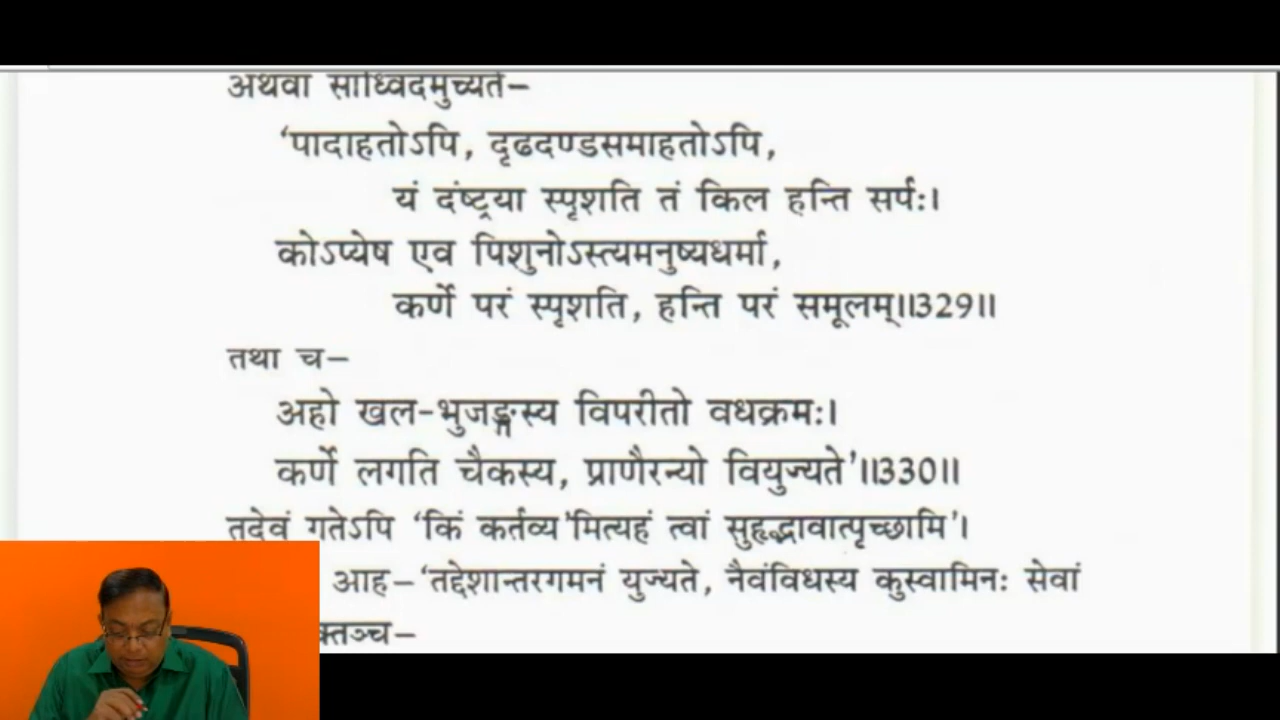 अथवा साध्विदमुच्यते–
‘पादाहतोऽपि, दृढदण्डसमाहतोऽपि,
यं दंष्ट्रया स्पृशति तं किल हन्ति सर्पः।
कोऽप्येष एव पिशुनोऽस्त्यमनुष्यधर्मा,
कर्णे परं स्पृशति, हन्ति परं समूलम्॥329॥
तथा च–
अहो खल-भुजङ्गस्य विपरीतो वधक्रमः।
कर्णे लगति चैकस्य, प्राणैरन्यो वियुज्यते’॥330॥
तदेवं गतेऽपि ‘किं कर्तव्य’मित्यहं त्वां सुहृद्भावात्पृच्छामि’।
आह–‘तद्देशान्तरगमनं युज्यते, नैवंविधस्य कुस्वामिनः सेवां
क्तञ्च–